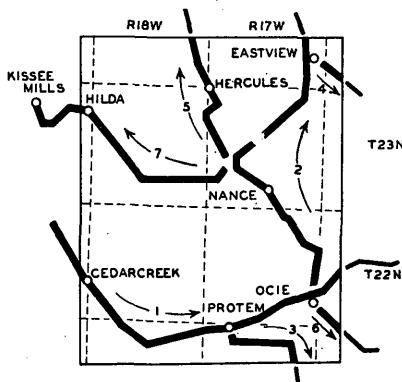 R18W R17W
EASTVIEW
KISSEE
MILLS
HILDA
HERCULES
4
5
7
T23N
2
NANCE
T22N
CEDARCREEK
OCIE
1
PROTEM
3 6